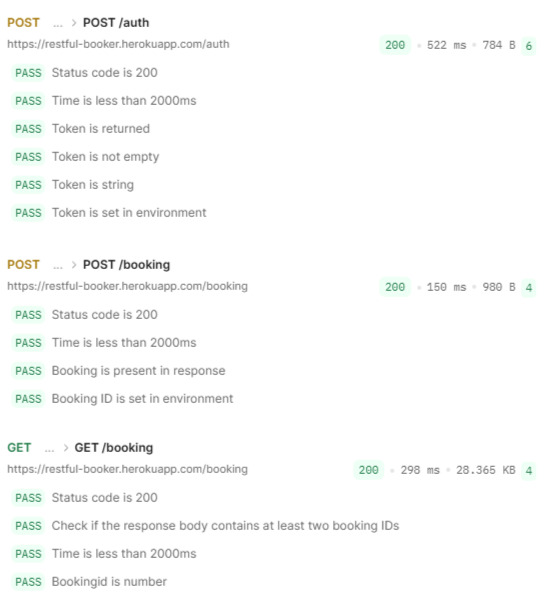 POST ... > POST /auth
https://restful-booker.herokuapp.com/auth 200 • 522 ms • 784 B 6
PASS Status code is 200
PASS Time is less than 2000ms
PASS Token is returned
PASS Token is not empty
PASS Token is string
PASS Token is set in environment
POST ... > POST /booking
https://restful-booker.herokuapp.com/booking 200 • 150 ms • 980 B 4
PASS Status code is 200
PASS Time is less than 2000ms
PASS Booking is present in response
PASS Booking ID is set in environment
GET ... > GET /booking
https://restful-booker.herokuapp.com/booking 200 • 298 ms • 28.365 KB 4
PASS Status code is 200
PASS Check if the response body contains at least two booking IDs
PASS Time is less than 2000ms
PASS Bookingid is number